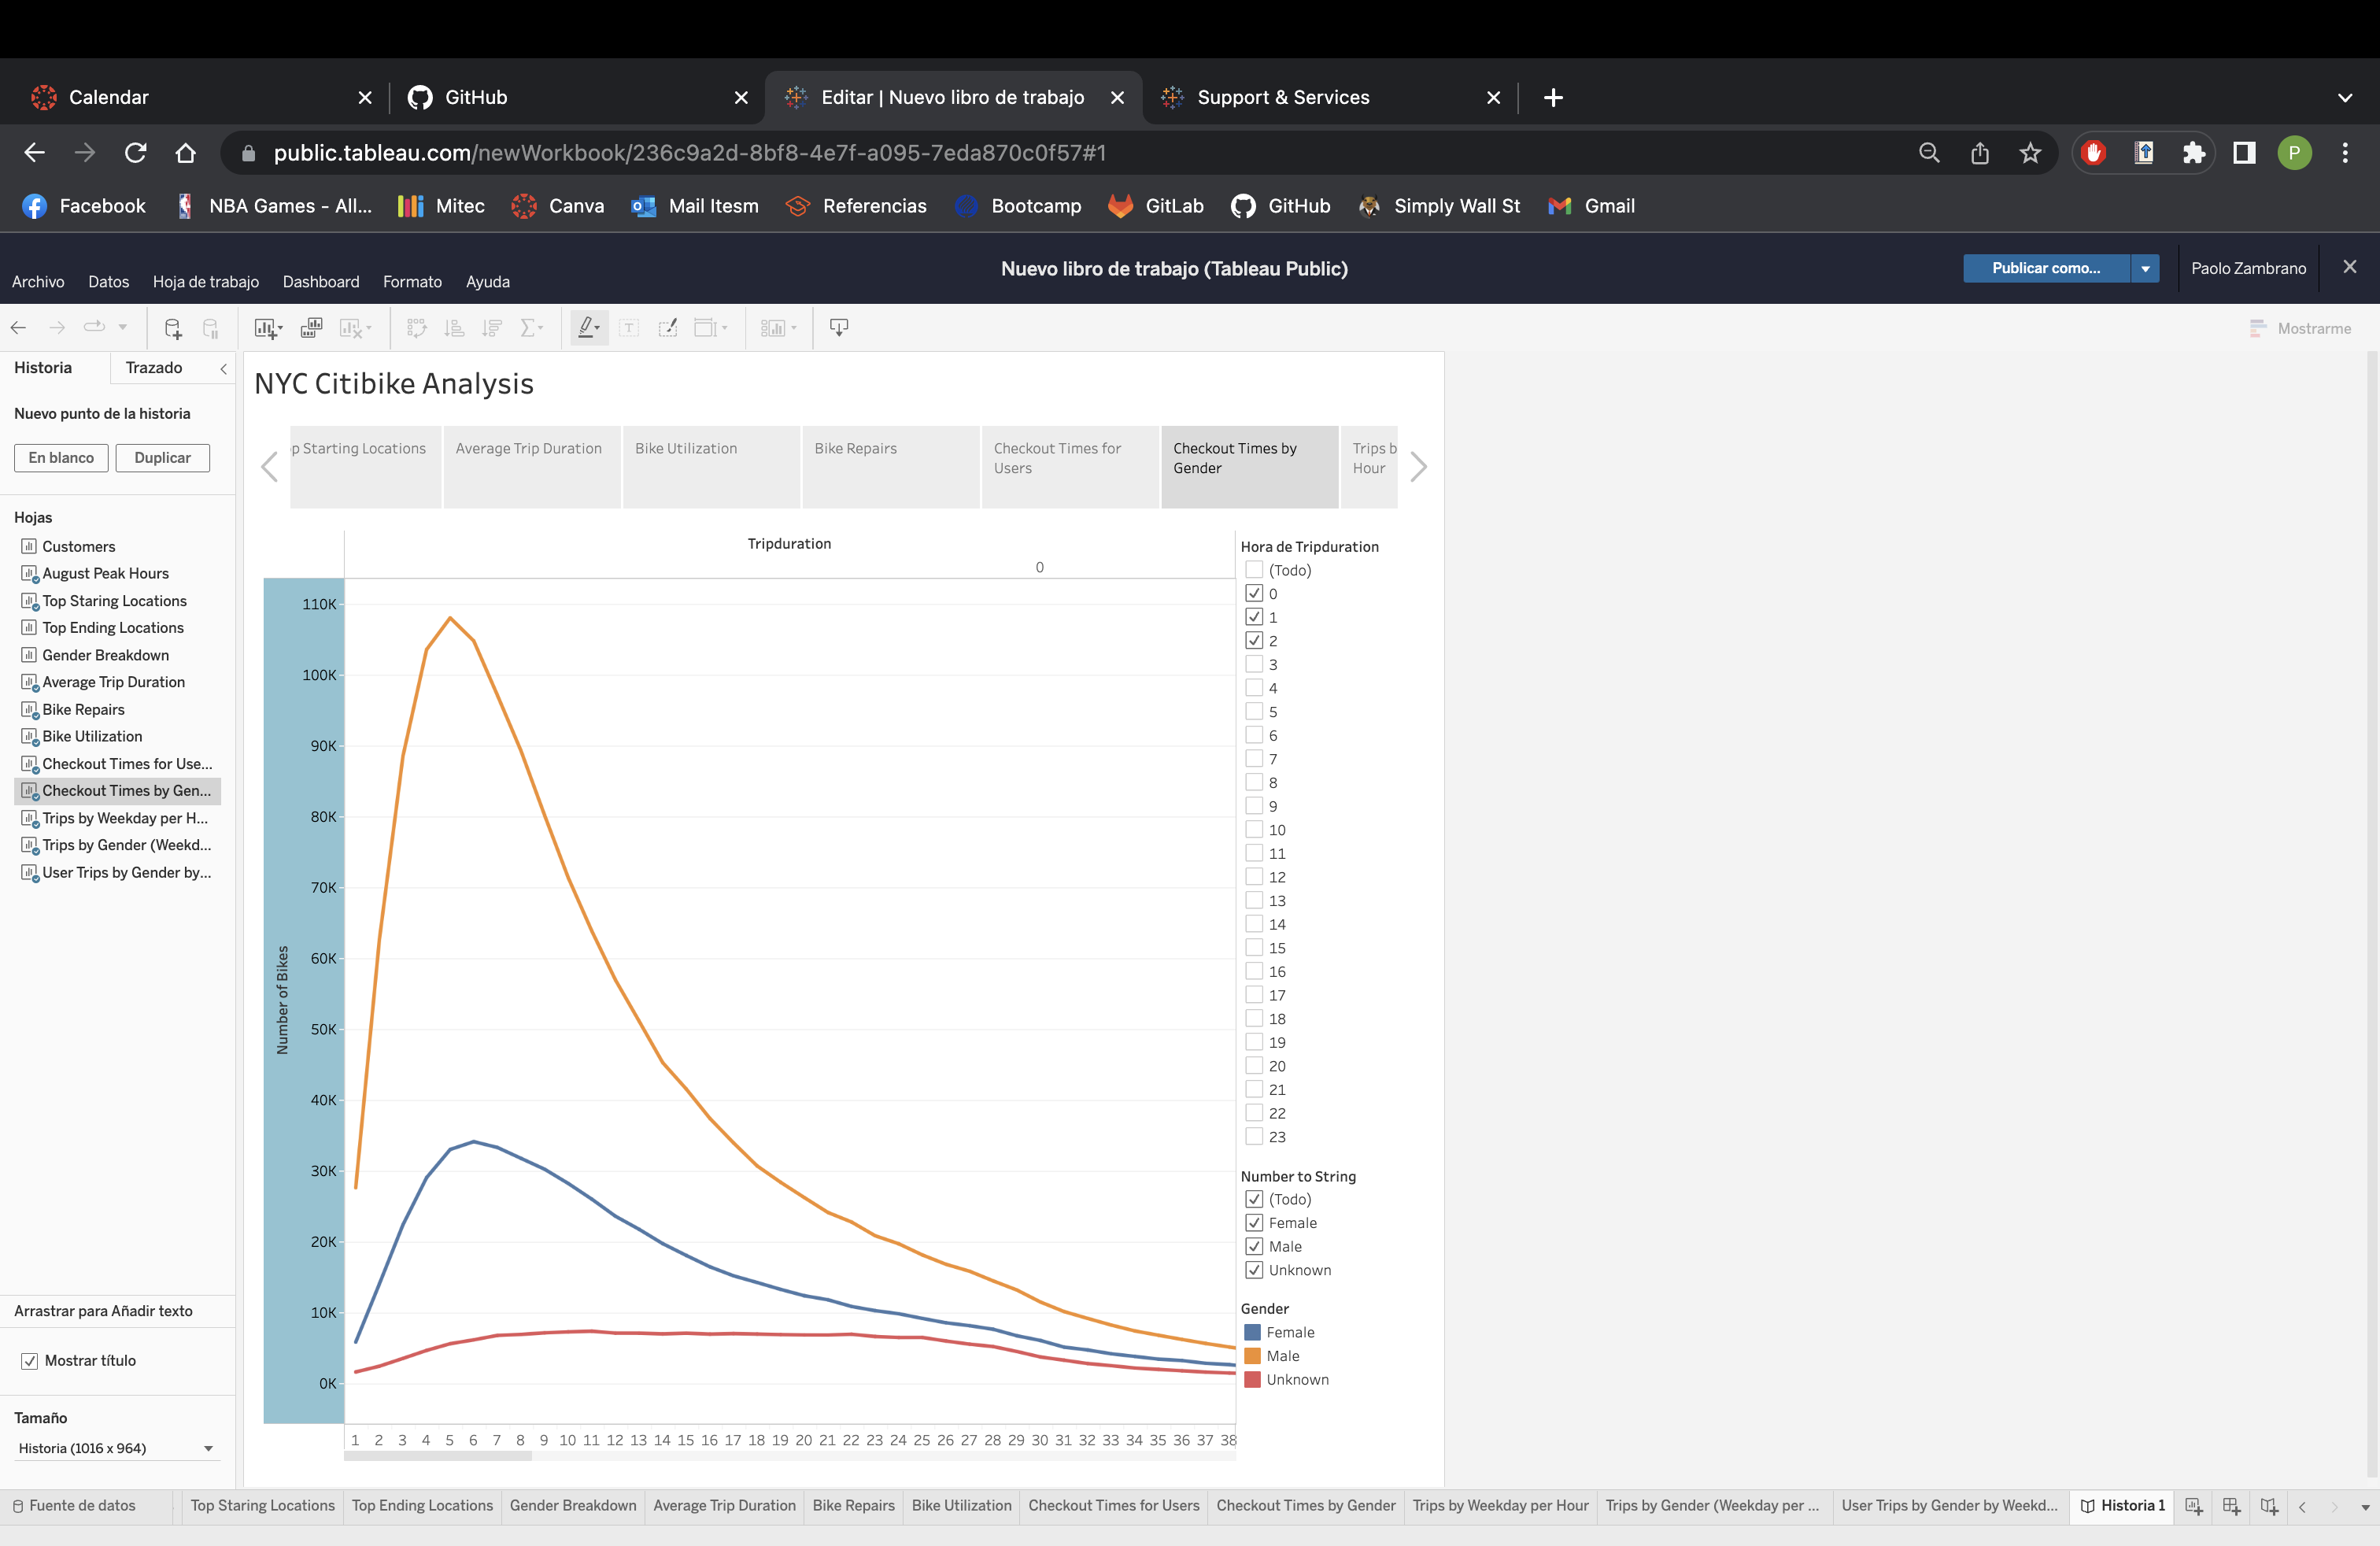 Calendar
GitHub
Editar | Nuevo libro de trabajo
Support & Services
public.tableau.com/newWorkbook/236c9a2d-8bf8-4e7f-a095-7eda870c0f57#1
P
Facebook
NBA Games - All...
Mitec
Canva
Mail Itesm
Referencias
Bootcamp
GitLab
GitHub
Simply Wall St
Gmail
Nuevo libro de trabajo (Tableau Public)
Publicar como...
Paolo Zambrano
Archivo
Datos
Hoja de trabajo
Dashboard
Formato
Ayuda
Mostrarme
Historia
Trazado
Nuevo punto de la historia
En blanco
Duplicar
Hojas
Customers
August Peak Hours
Top Staring Locations
Top Ending Locations
Gender Breakdown
Average Trip Duration
Bike Repairs
Bike Utilization
Checkout Times for Use...
Checkout Times by Gen...
Trips by Weekday per H...
Trips by Gender (Weekd...
User Trips by Gender by...
Arrastrar para Añadir texto
Mostrar título
Tamaño
Historia (1016 x 964)
NYC Citibike Analysis
p Starting Locations
Average Trip Duration
Bike Utilization
Bike Repairs
Checkout Times for
Users
Checkout Times by
Gender
Trips b
Hour
Tripduration
0
Number of Bikes
110K
100K
90K
80K
70K
60K
50K
40K
30K
20K
10K
0K
1 2 3 4 5 6 7 8 9 10 11 12 13 14 15 16 17 18 19 20 21 22 23 24 25 26 27 28 29 30 31 32 33 34 35 36 37 38
Hora de Tripduration
(Todo)
0
1
2
3
4
5
6
7
8
9
10
11
12
13
14
15
16
17
18
19
20
21
22
23
Number to String
(Todo)
Female
Male
Unknown
Gender
Female
Male
Unknown
Fuente de datos
Top Staring Locations
Top Ending Locations
Gender Breakdown
Average Trip Duration
Bike Repairs
Bike Utilization
Checkout Times for Users
Checkout Times by Gender
Trips by Weekday per Hour
Trips by Gender (Weekday per ...
User Trips by Gender by Weekd...
Historia 1